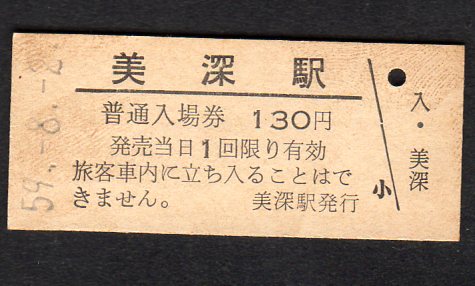 美深駅
普通入場券 130円
発売当日1回限り有効
旅客車内に立ち入ることはで
きません。 美深駅発行
小
入・美深
59.-8.-2